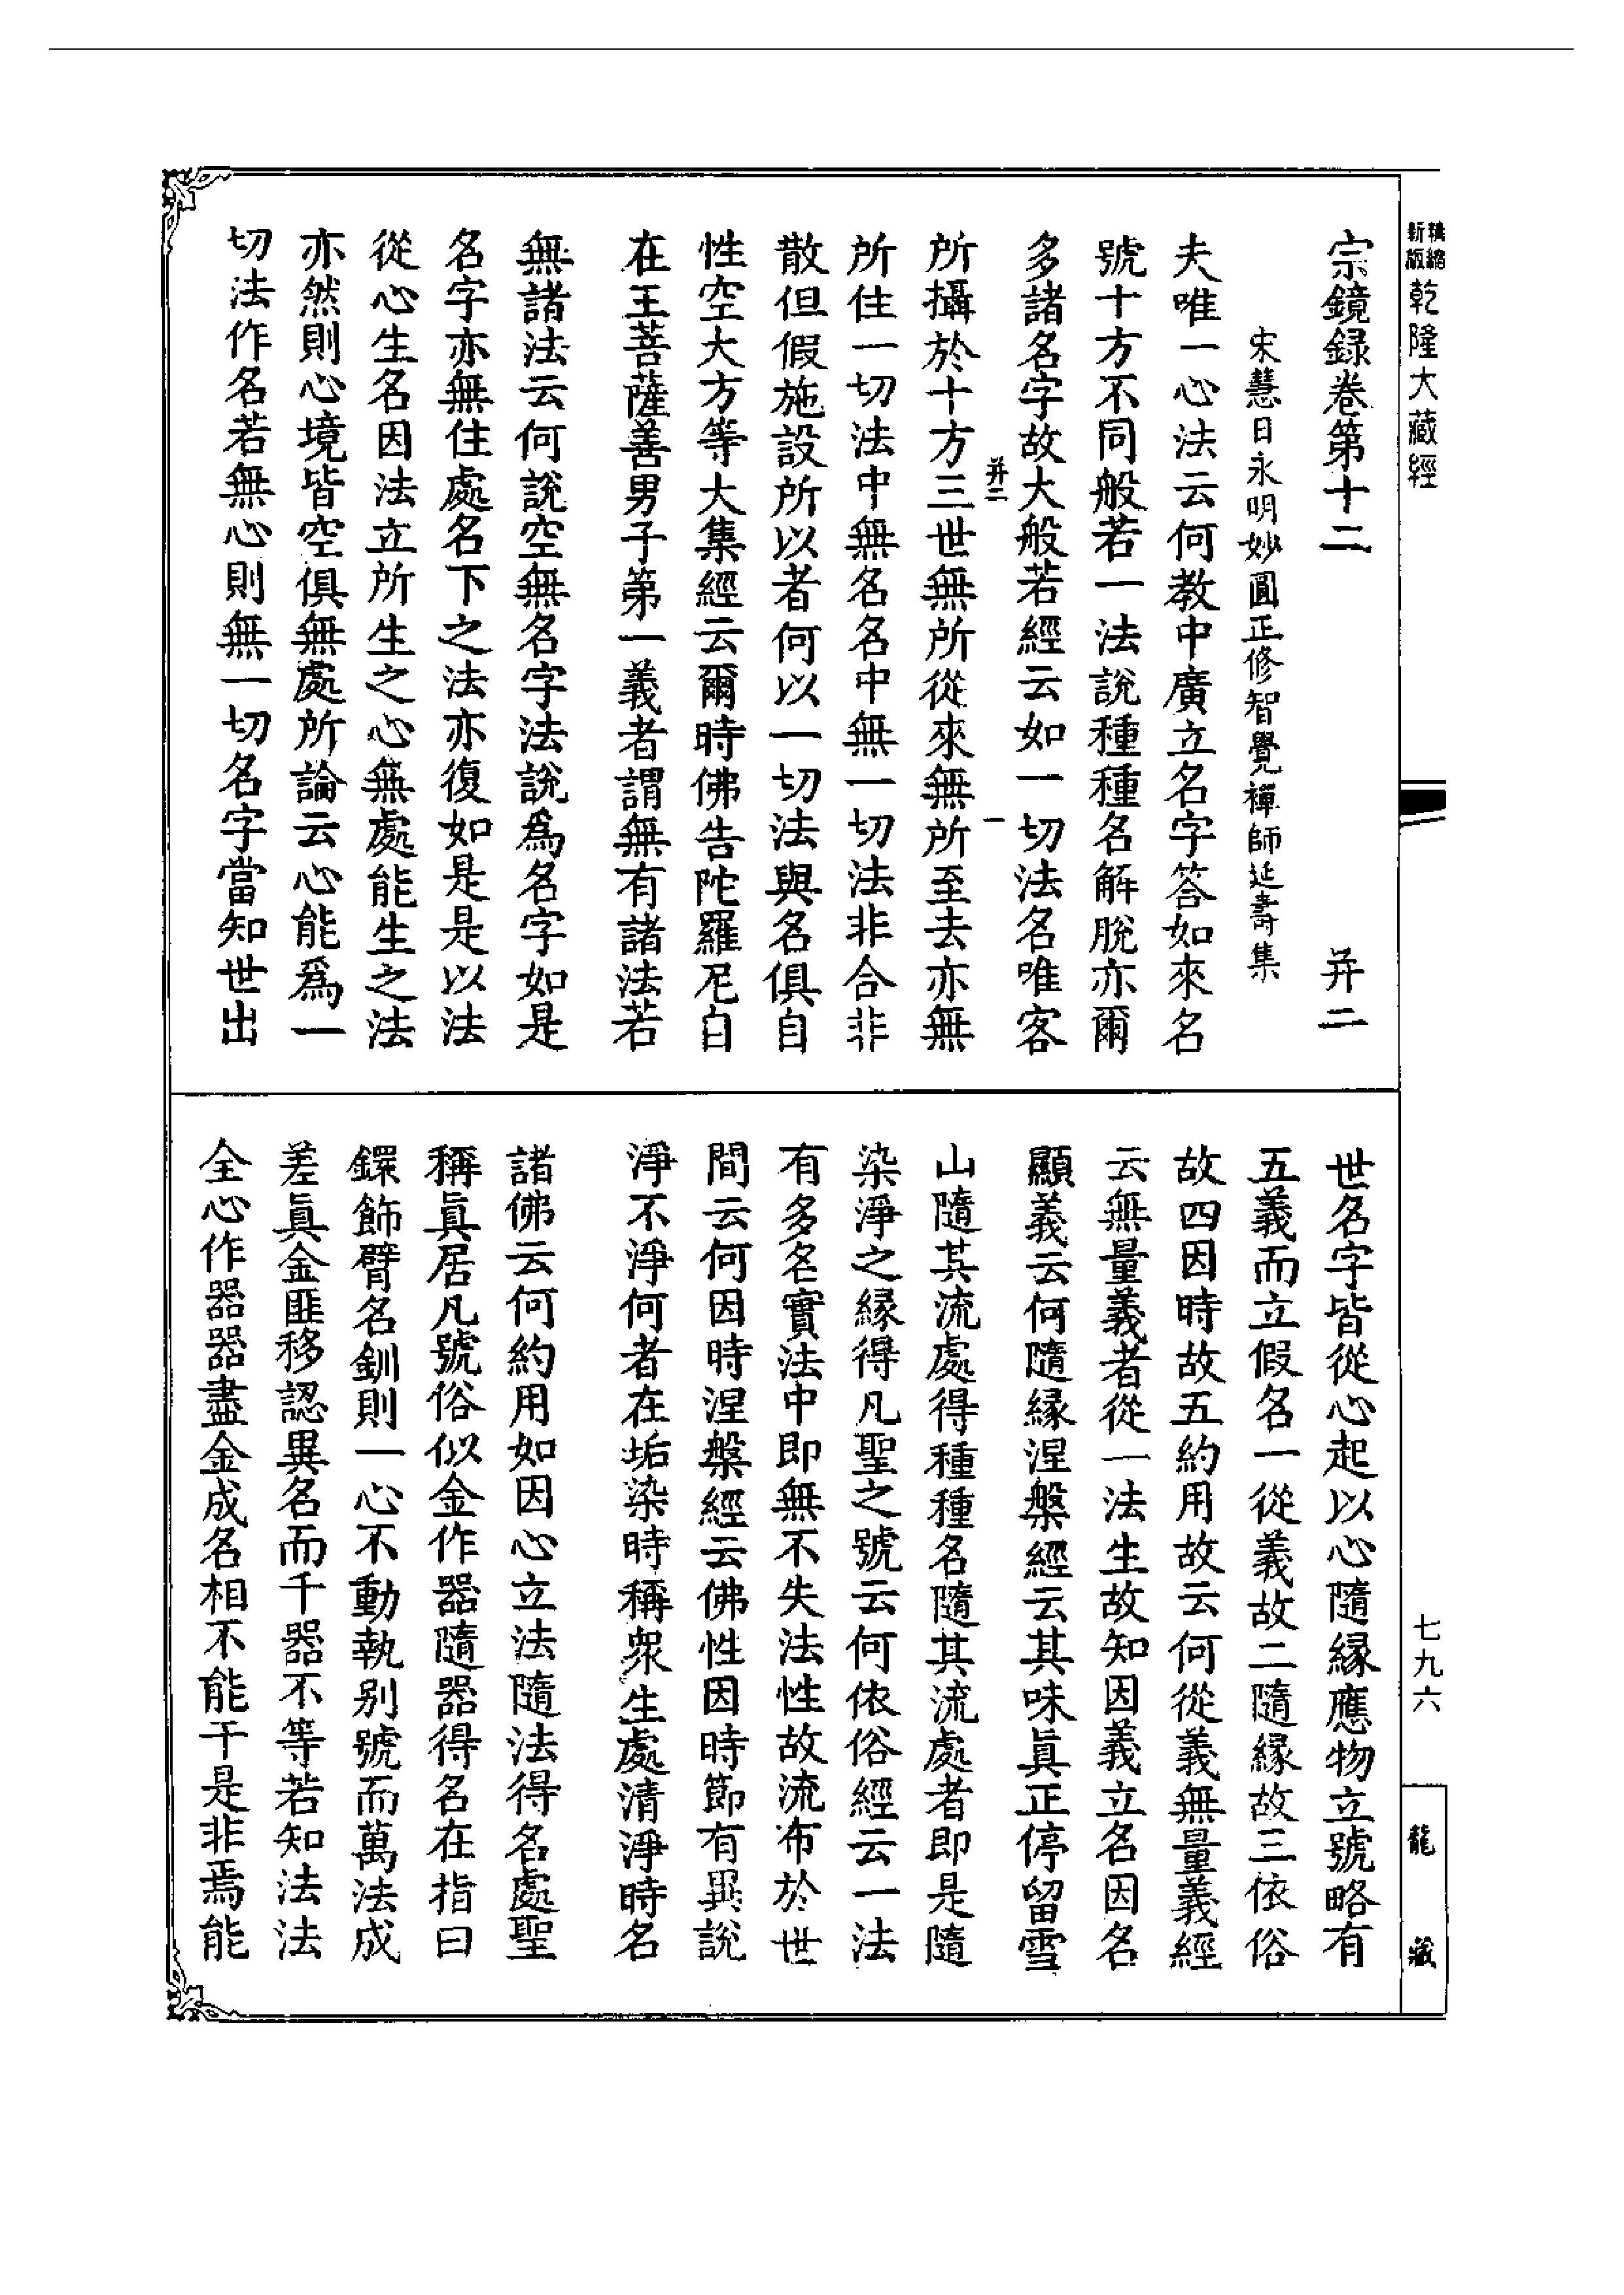 新版精縮乾隆大藏經
宗鏡録卷第十二 并二
宋慧日永明妙圓正修智覺禪師延壽集
夫唯一心法云何教中廣立名字答如來名
號十方不同般若一法說種種名解脫亦爾
多諸名字故大般若經云如一切法名唯客
并二 一
所攝於十方三世無所從來無所至去亦無
所住一切法中無名名中無一切法非合非
散但假施設所以者何以一切法與名俱自
性空大方等大集經云爾時佛告陀羅尼自
在王菩薩善男子第一義者謂無有諸法若
無諸法云何說空無名字法說爲名字如是
名字亦無住處名下之法亦復如是是以法
從心生名因法立所生之心無處能生之法
亦然則心境皆空俱無處所論云心能爲一
切法作名若無心則無一切名字當知世出
世名字皆從心起以心隨緣應物立號略有
五義而立假名一從義故二隨緣故三依俗
故四因時故五約用故云何從義無量義經
云無量義者從一法生故知因義立名因名
顯義云何隨緣涅槃經云其味眞正停留雪
山隨其流處得種種名隨其流處者即是隨
染淨之緣得凡聖之號云何依俗經云一法
有多名實法中即無不失法性故流布於世
間云何因時涅槃經云佛性因時節有異說
淨不淨何者在垢染時稱衆生處清淨時名
諸佛云何約用如因心立法隨法得名處聖
稱眞居凡號俗似金作器隨器得名在指曰
鐶飾臂名釧則一心不動執别號而萬法成
差眞金匪移認異名而千器不等若知法法
全心作器器盡金成名相不能干是非焉能
七九六
龍藏